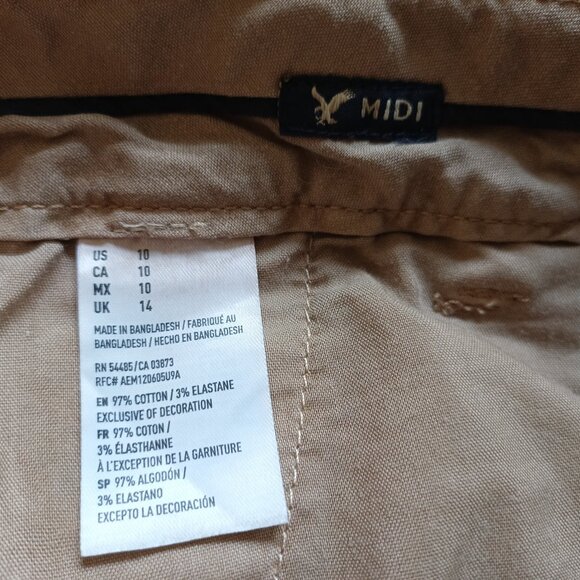 MIDI
US 10
CA 10
MX 10
UK 14
MADE IN BANGLADESH / FABRIQUÉ AU
BANGLADESH / HECHO EN BANGLADESH
RN 54485/CA 03873
RFC# AEM120605U9A
EN 97% COTTON / 3% ELASTANE
EXCLUSIVE OF DECORATION
FR 97% COTON /
3% ÉLASTHANNE
À L'EXCEPTION DE LA GARNITURE
SP 97% ALGODÓN /
3% ELASTANO
EXCEPTO LA DECORACIÓN